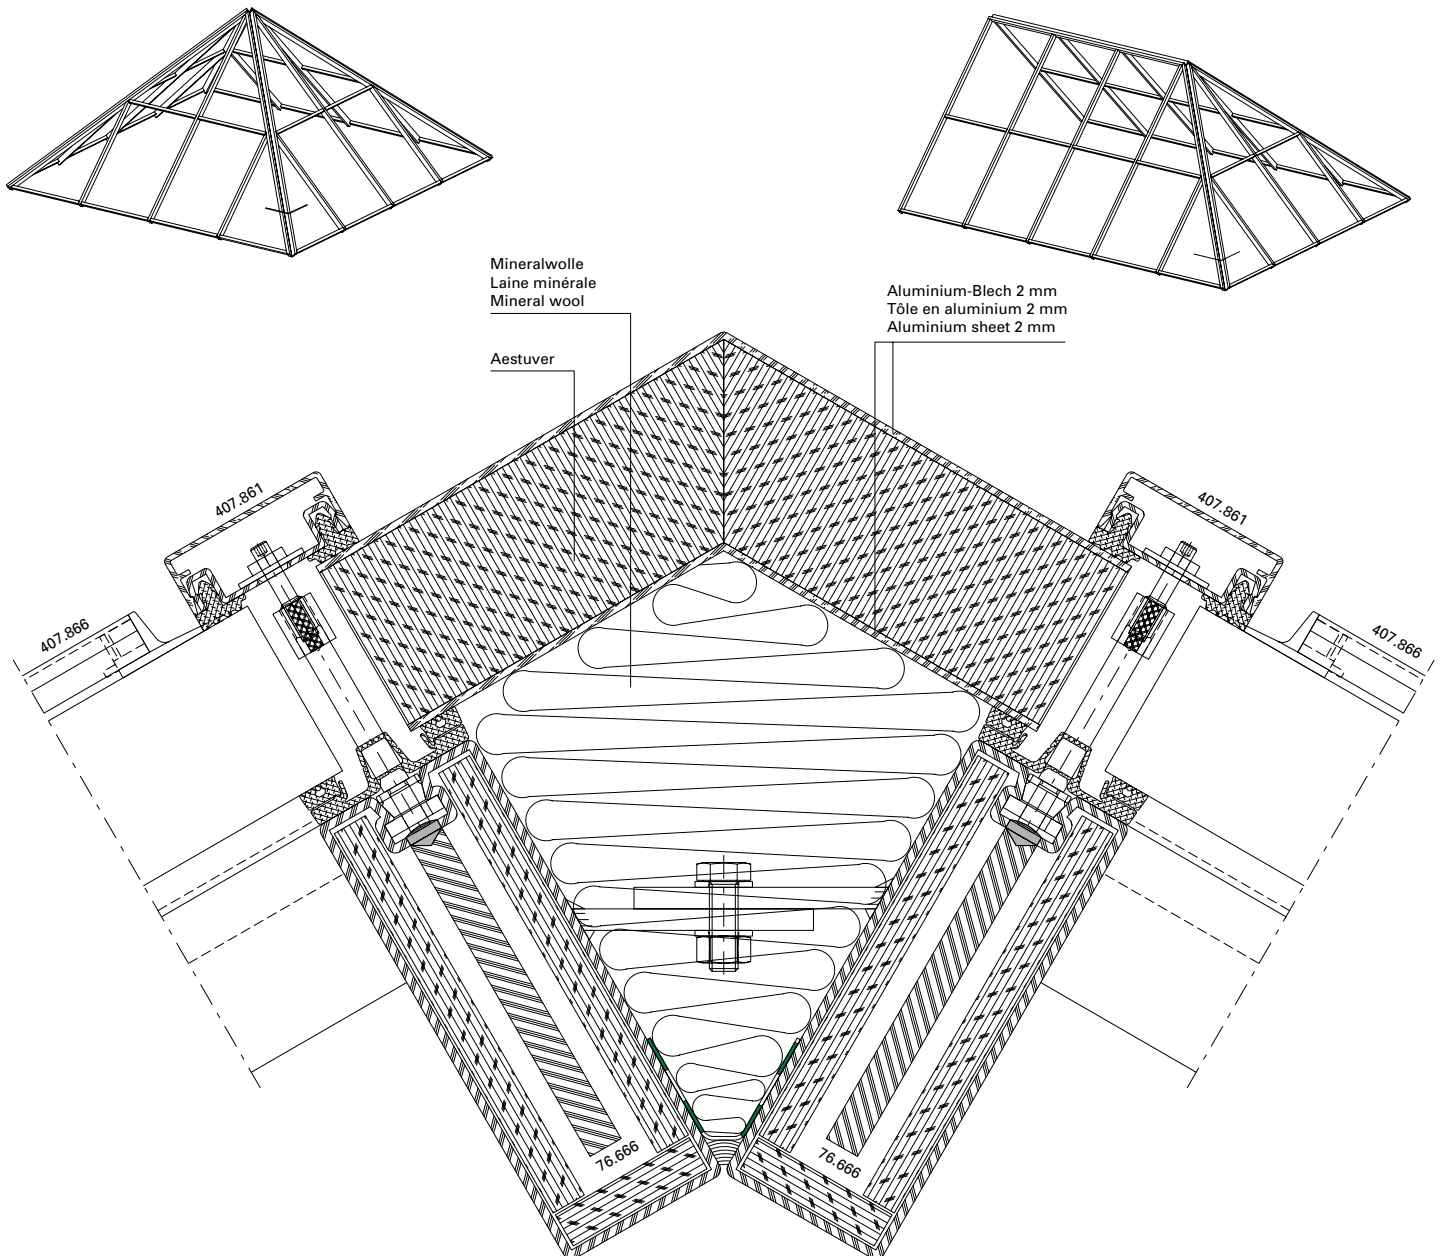 Mineralwolle
Laine minérale
Mineral wool
Aluminium-Blech 2 mm
Tôle en aluminium 2 mm
Aluminium sheet 2 mm
Aestuver
407.861
407.861
407.866
407.866
76.666
76.666